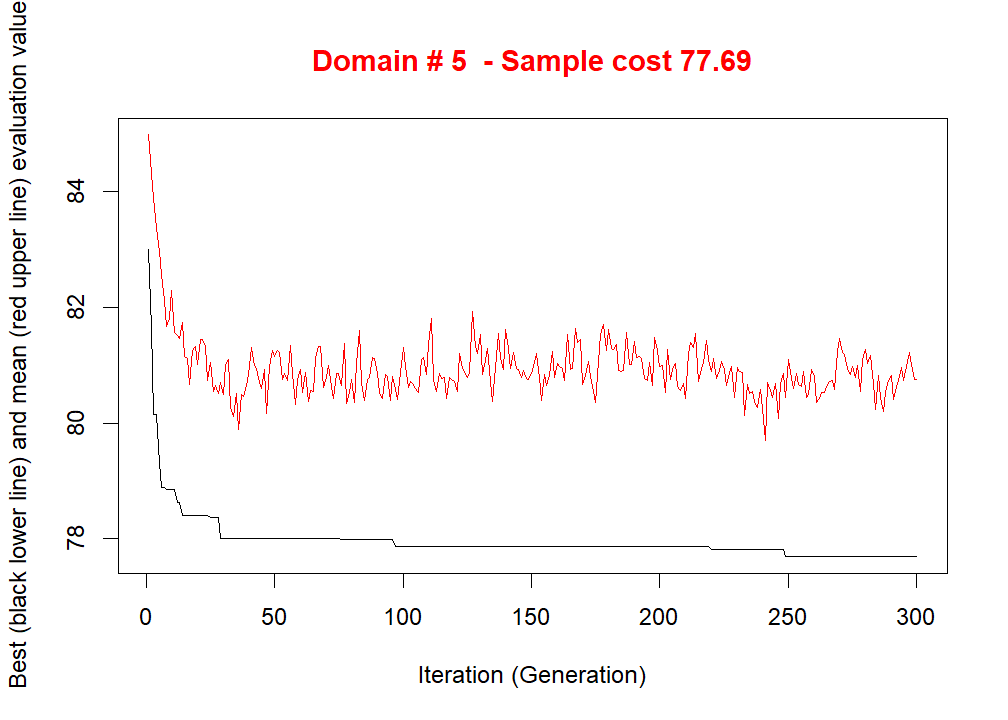 Domain # 5  - Sample cost 77.69
Best (black lower line) and mean (red upper line) evaluation value
84
82
80
78
0 50 100 150 200 250 300
Iteration (Generation)